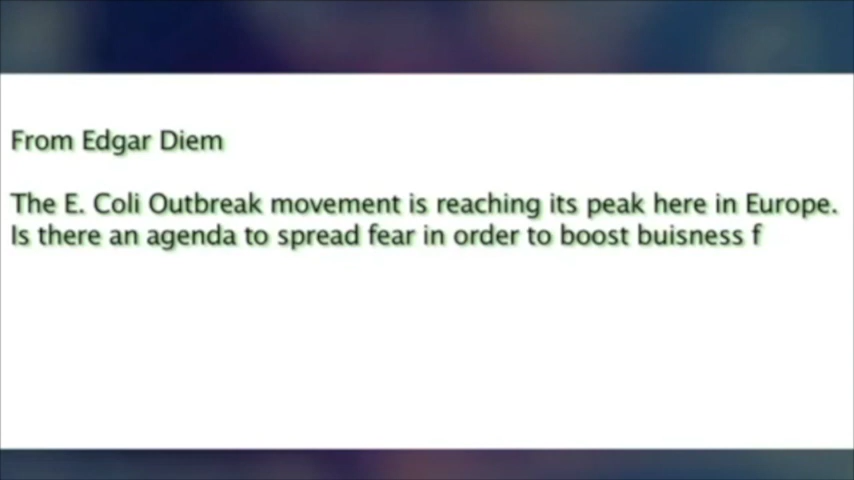 From Edgar Diem
The E. Coli Outbreak movement is reaching its peak here in Europe.
Is there an agenda to spread fear in order to boost buisness f